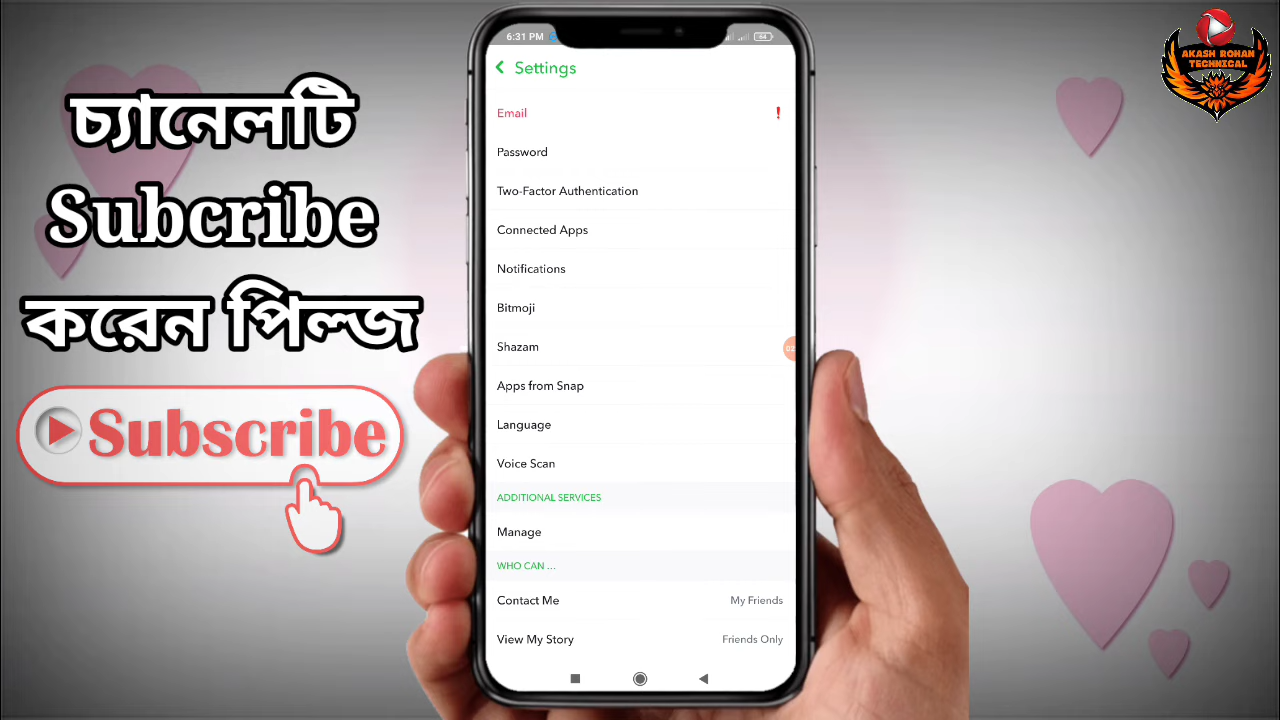 চ্যানেলটি
Subcribe
করেন পিল্জ
Subscribe
6:31 PM
64
Settings
Email
!
Password
Two-Factor Authentication
Connected Apps
Notifications
Bitmoji
Shazam
Apps from Snap
Language
Voice Scan
ADDITIONAL SERVICES
Manage
WHO CAN ...
Contact Me My Friends
View My Story Friends Only
AKASH ROHAN
TECHNICAL